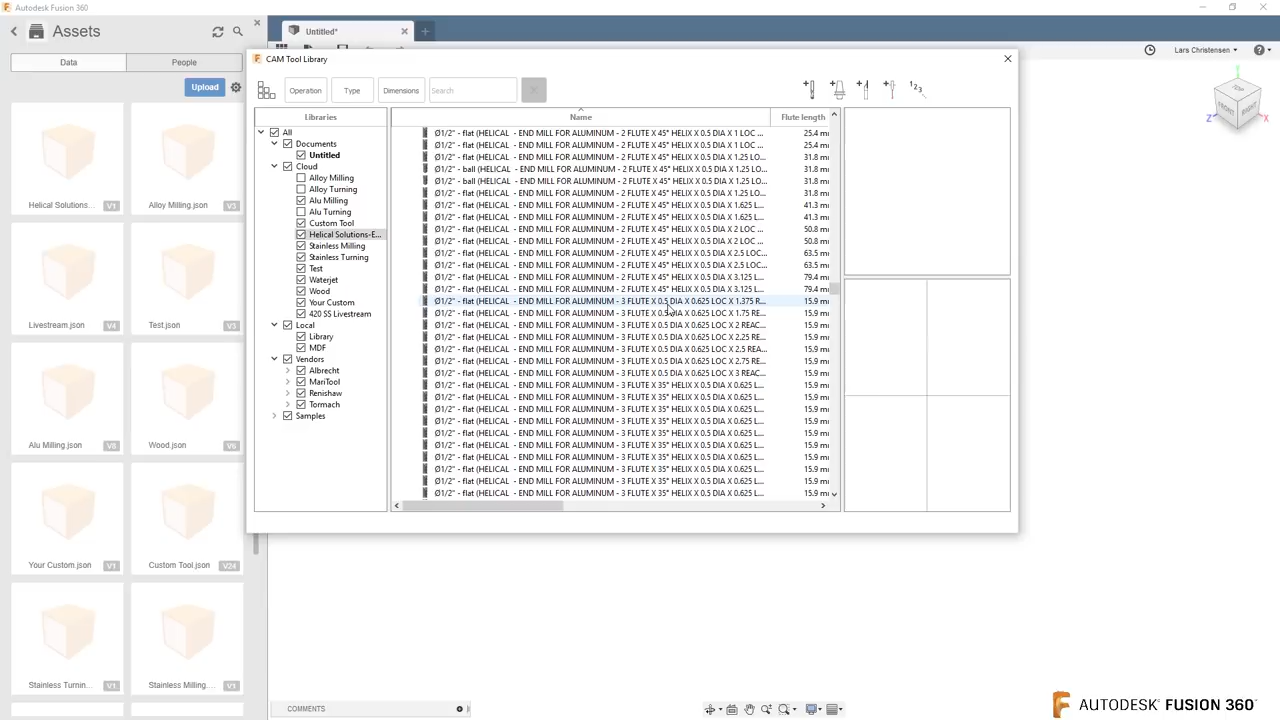 Autodesk Fusion 360
Assets
Untitled*
Lars Christensen
Data
People
Upload
Helical Solutions...
V1
Alloy Milling.json
V3
Livestream.json
V4
Test.json
V3
Alu Milling.json
V8
Wood.json
V6
Your Custom.json
V1
Custom Tool.json
V24
Stainless Turnin...
V1
Stainless Milling....
V3
CAM Tool Library
Operation
Type
Dimensions
Search
Libraries
All
Documents
Untitled
Cloud
Alloy Milling
Alloy Turning
Alu Milling
Alu Turning
Custom Tool
Helical Solutions-E...
Stainless Milling
Stainless Turning
Test
Waterjet
Wood
Your Custom
420 SS Livestream
Local
Library
MDF
Vendors
Albrecht
MariTool
Renishaw
Tormach
Samples
Name
Flute length
Ø1/2" - flat (HELICAL - END MILL FOR ALUMINUM - 2 FLUTE X 45° HELIX X 0.5 DIA X 1 LOC ... 25.4 m
Ø1/2" - flat (HELICAL - END MILL FOR ALUMINUM - 2 FLUTE X 45° HELIX X 0.5 DIA X 1 LOC ... 25.4 m
Ø1/2" - flat (HELICAL - END MILL FOR ALUMINUM - 2 FLUTE X 45° HELIX X 0.5 DIA X 1.25 LO... 31.8 m
Ø1/2" - ball (HELICAL - END MILL FOR ALUMINUM - 2 FLUTE X 45° HELIX X 0.5 DIA X 1.25 LO... 31.8 m
Ø1/2" - ball (HELICAL - END MILL FOR ALUMINUM - 2 FLUTE X 45° HELIX X 0.5 DIA X 1.25 LO... 31.8 m
Ø1/2" - flat (HELICAL - END MILL FOR ALUMINUM - 2 FLUTE X 45° HELIX X 0.5 DIA X 1.25 LO... 31.8 m
Ø1/2" - flat (HELICAL - END MILL FOR ALUMINUM - 2 FLUTE X 45° HELIX X 0.5 DIA X 1.625 L... 41.3 m
Ø1/2" - flat (HELICAL - END MILL FOR ALUMINUM - 2 FLUTE X 45° HELIX X 0.5 DIA X 1.625 L... 41.3 m
Ø1/2" - flat (HELICAL - END MILL FOR ALUMINUM - 2 FLUTE X 45° HELIX X 0.5 DIA X 2 LOC ... 50.8 m
Ø1/2" - flat (HELICAL - END MILL FOR ALUMINUM - 2 FLUTE X 45° HELIX X 0.5 DIA X 2 LOC ... 50.8 m
Ø1/2" - flat (HELICAL - END MILL FOR ALUMINUM - 2 FLUTE X 45° HELIX X 0.5 DIA X 2.5 LOC... 63.5 m
Ø1/2" - flat (HELICAL - END MILL FOR ALUMINUM - 2 FLUTE X 45° HELIX X 0.5 DIA X 2.5 LOC... 63.5 m
Ø1/2" - flat (HELICAL - END MILL FOR ALUMINUM - 2 FLUTE X 45° HELIX X 0.5 DIA X 3.125 L... 79.4 m
Ø1/2" - flat (HELICAL - END MILL FOR ALUMINUM - 2 FLUTE X 45° HELIX X 0.5 DIA X 3.125 L... 79.4 m
Ø1/2" - flat (HELICAL - END MILL FOR ALUMINUM - 3 FLUTE X 0.5 DIA X 0.625 LOC X 1.375 R... 15.9 m
Ø1/2" - flat (HELICAL - END MILL FOR ALUMINUM - 3 FLUTE X 0.5 DIA X 0.625 LOC X 1.75 RE... 15.9 m
Ø1/2" - flat (HELICAL - END MILL FOR ALUMINUM - 3 FLUTE X 0.5 DIA X 0.625 LOC X 2 REAC... 15.9 m
Ø1/2" - flat (HELICAL - END MILL FOR ALUMINUM - 3 FLUTE X 0.5 DIA X 0.625 LOC X 2.25 RE... 15.9 m
Ø1/2" - flat (HELICAL - END MILL FOR ALUMINUM - 3 FLUTE X 0.5 DIA X 0.625 LOC X 2.5 REA... 15.9 m
Ø1/2" - flat (HELICAL - END MILL FOR ALUMINUM - 3 FLUTE X 0.5 DIA X 0.625 LOC X 2.75 RE... 15.9 m
Ø1/2" - flat (HELICAL - END MILL FOR ALUMINUM - 3 FLUTE X 0.5 DIA X 0.625 LOC X 3 REAC... 15.9 m
Ø1/2" - flat (HELICAL - END MILL FOR ALUMINUM - 3 FLUTE X 35° HELIX X 0.5 DIA X 0.625 L... 15.9 m
Ø1/2" - flat (HELICAL - END MILL FOR ALUMINUM - 3 FLUTE X 35° HELIX X 0.5 DIA X 0.625 L... 15.9 m
Ø1/2" - flat (HELICAL - END MILL FOR ALUMINUM - 3 FLUTE X 35° HELIX X 0.5 DIA X 0.625 L... 15.9 m
Ø1/2" - flat (HELICAL - END MILL FOR ALUMINUM - 3 FLUTE X 35° HELIX X 0.5 DIA X 0.625 L... 15.9 m
Ø1/2" - flat (HELICAL - END MILL FOR ALUMINUM - 3 FLUTE X 35° HELIX X 0.5 DIA X 0.625 L... 15.9 m
Ø1/2" - flat (HELICAL - END MILL FOR ALUMINUM - 3 FLUTE X 35° HELIX X 0.5 DIA X 0.625 L... 15.9 m
Ø1/2" - flat (HELICAL - END MILL FOR ALUMINUM - 3 FLUTE X 35° HELIX X 0.5 DIA X 0.625 L... 15.9 m
Ø1/2" - flat (HELICAL - END MILL FOR ALUMINUM - 3 FLUTE X 35° HELIX X 0.5 DIA X 0.625 L... 15.9 m
Ø1/2" - flat (HELICAL - END MILL FOR ALUMINUM - 3 FLUTE X 35° HELIX X 0.5 DIA X 0.625 L... 15.9 m
Ø1/2" - flat (HELICAL - END MILL FOR ALUMINUM - 3 FLUTE X 35° HELIX X 0.5 DIA X 0.625 L... 15.9 m
Y
TOP
FRONT
RIGHT
Z
X
COMMENTS
AUTODESK FUSION 360